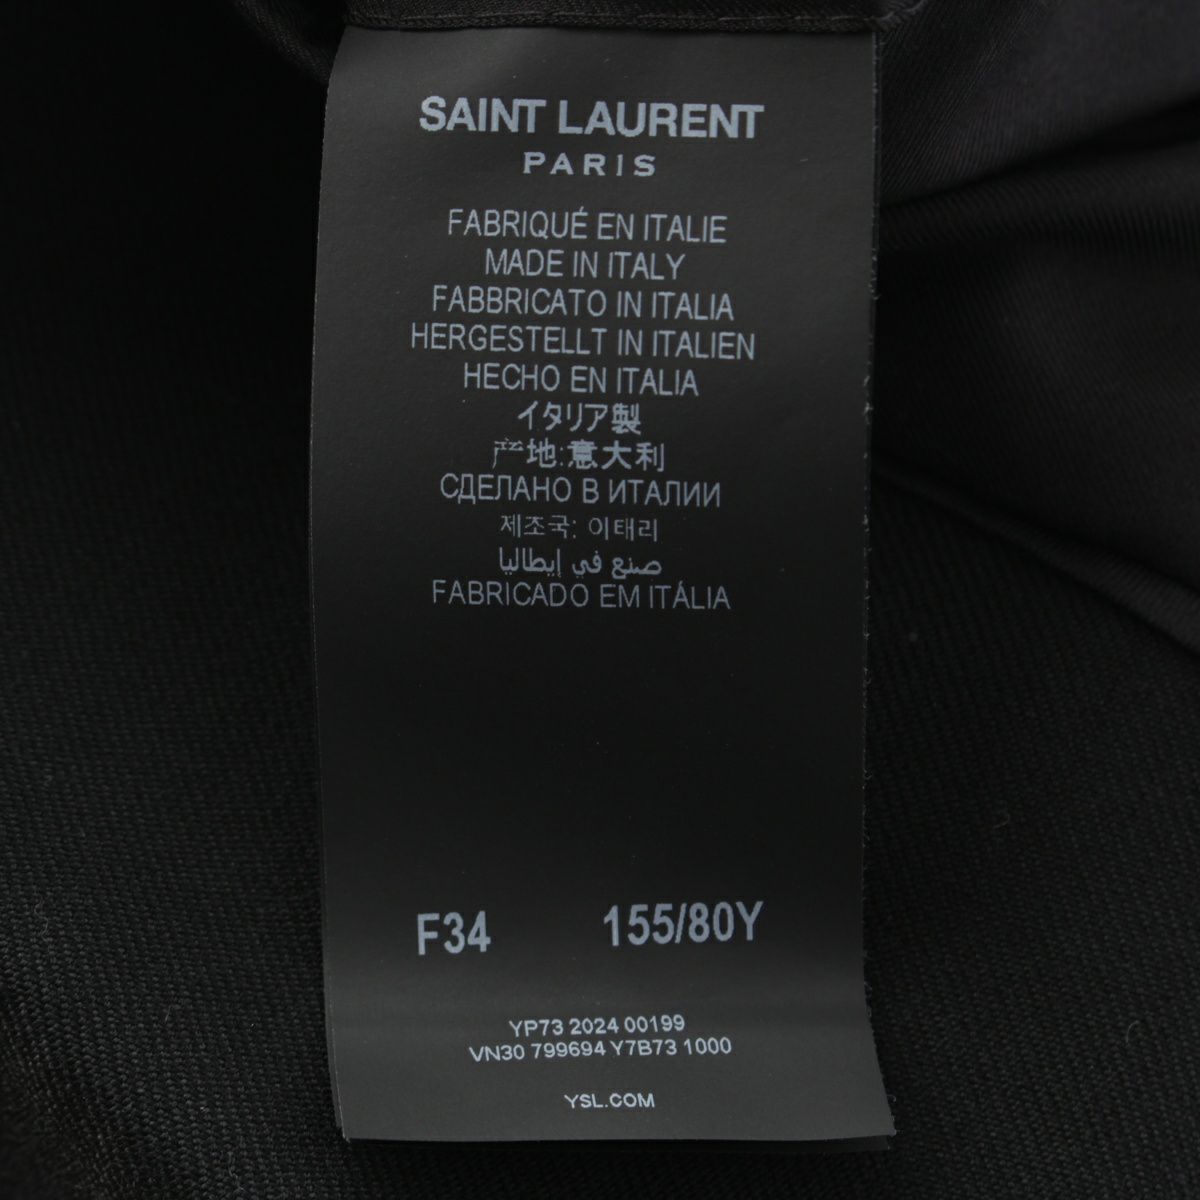 SAINT LAURENT
PARIS
FABRIQUÉ EN ITALIE
MADE IN ITALY
FABBRICATO IN ITALIA
HERGESTELLT IN ITALIEN
HECHO EN ITALIA
イタリア製
产地:意大利
СДЕЛАНО В ИТАЛИИ
제조국: 이태리
صنع في إيطاليا
FABRICADO EM ITÁLIA
F34 155/80Y
YP73 2024 00199
VN30 799694 Y7B73 1000
YSL.COM